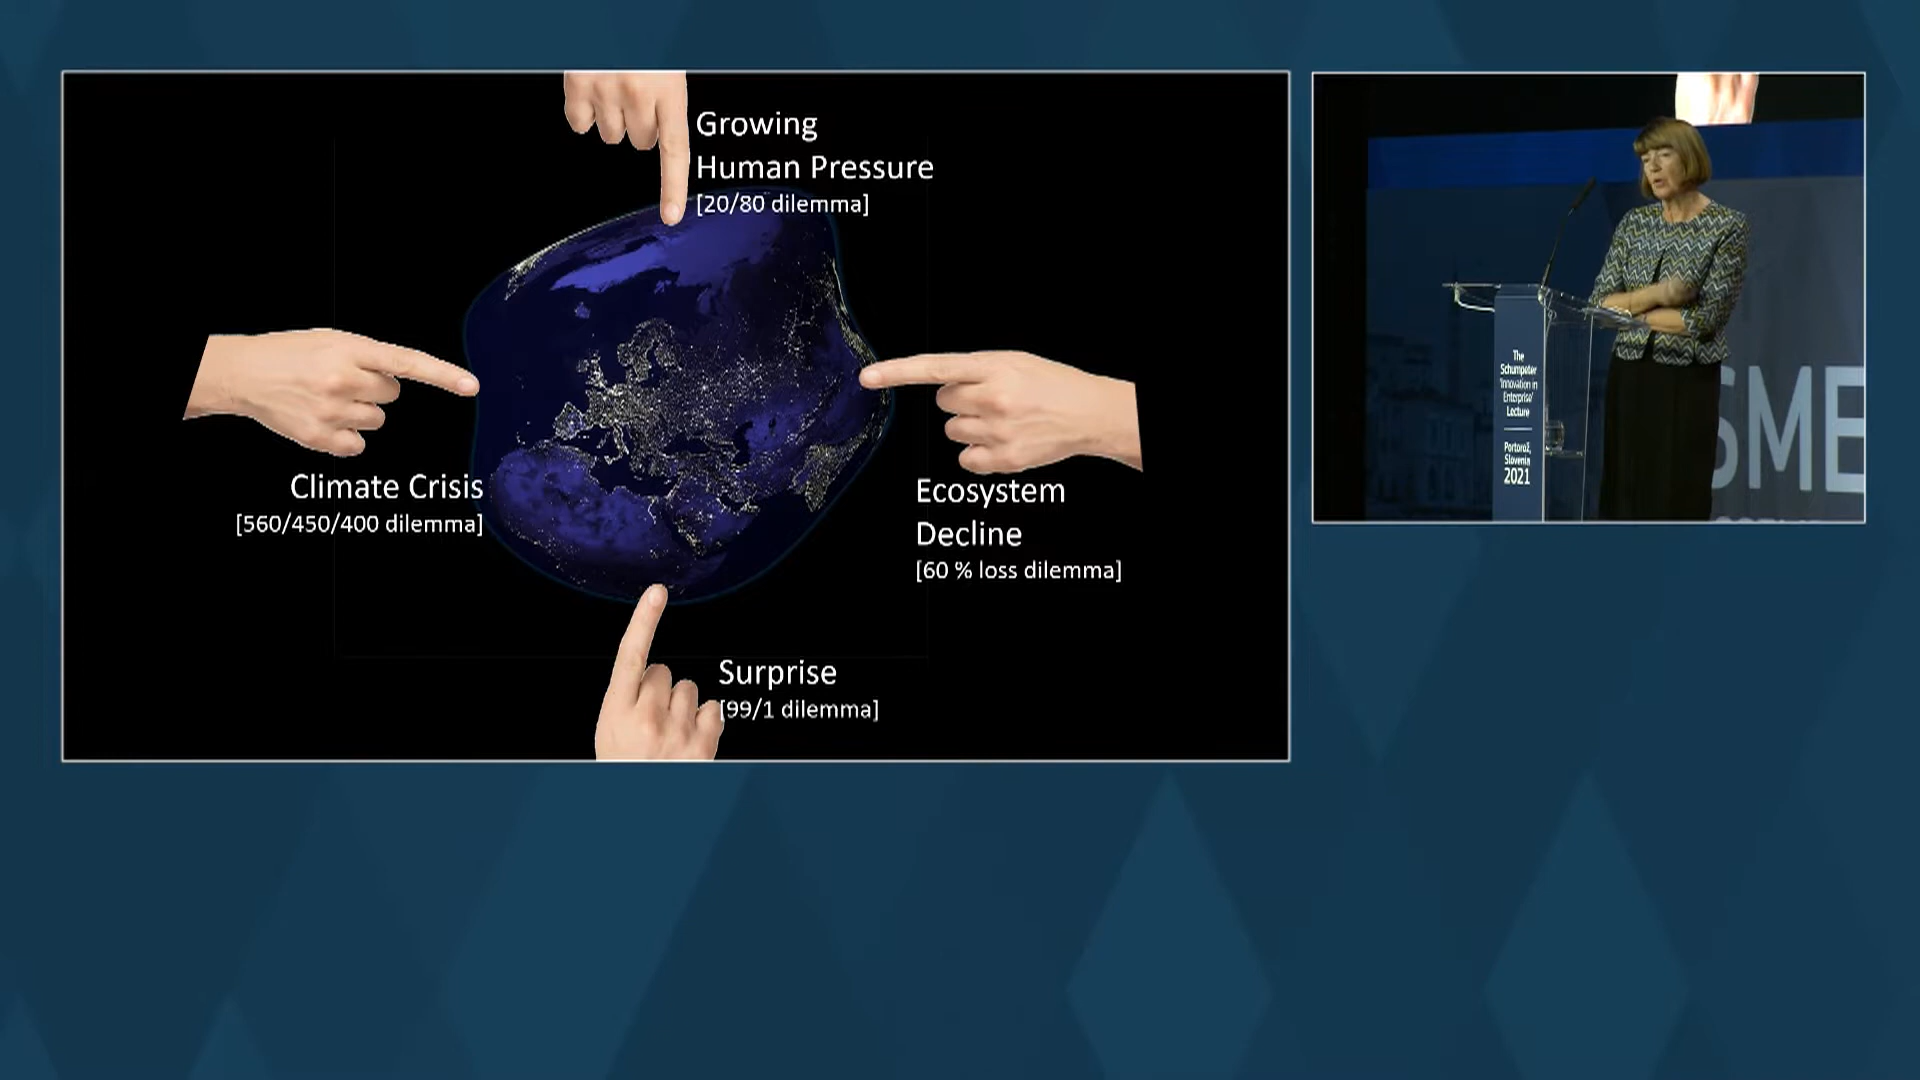 Growing
Human Pressure
[20/80 dilemma]
Climate Crisis
[560/450/400 dilemma]
Ecosystem
Decline
[60 % loss dilemma]
Surprise
[99/1 dilemma]
The
Schumpeter
'Innovation in
Enterprise'
Lecture
Portorož,
Slovenia
2021
SME